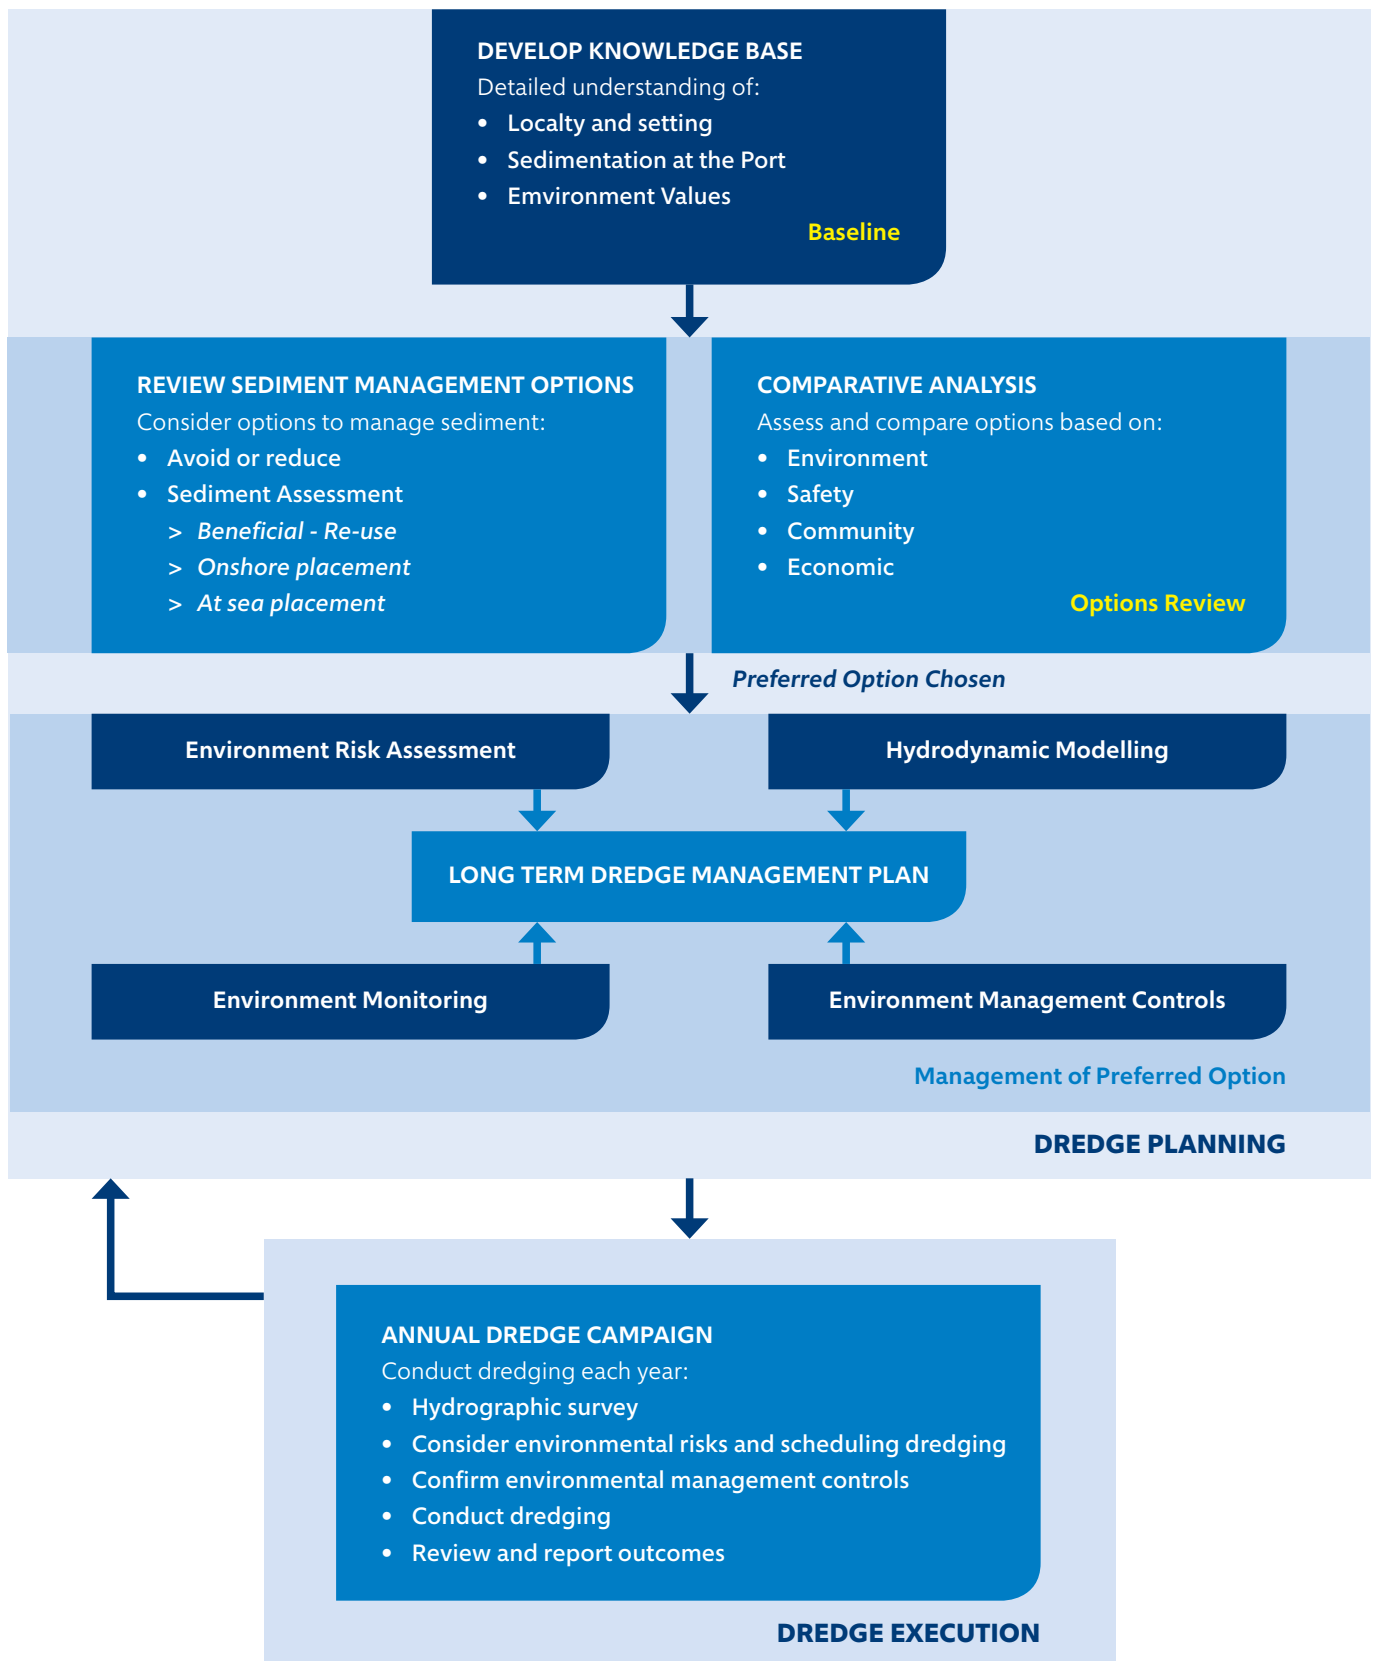 DEVELOP KNOWLEDGE BASE
Detailed understanding of:
• Localty and setting
• Sedimentation at the Port
• Emvironment Values
Baseline
REVIEW SEDIMENT MANAGEMENT OPTIONS
Consider options to manage sediment:
• Avoid or reduce
• Sediment Assessment
> Beneficial - Re-use
> Onshore placement
> At sea placement
COMPARATIVE ANALYSIS
Assess and compare options based on:
• Environment
• Safety
• Community
• Economic
Options Review
Preferred Option Chosen
Environment Risk Assessment
Hydrodynamic Modelling
LONG TERM DREDGE MANAGEMENT PLAN
Environment Monitoring
Environment Management Controls
Management of Preferred Option
DREDGE PLANNING
ANNUAL DREDGE CAMPAIGN
Conduct dredging each year:
• Hydrographic survey
• Consider environmental risks and scheduling dredging
• Confirm environmental management controls
• Conduct dredging
• Review and report outcomes
DREDGE EXECUTION